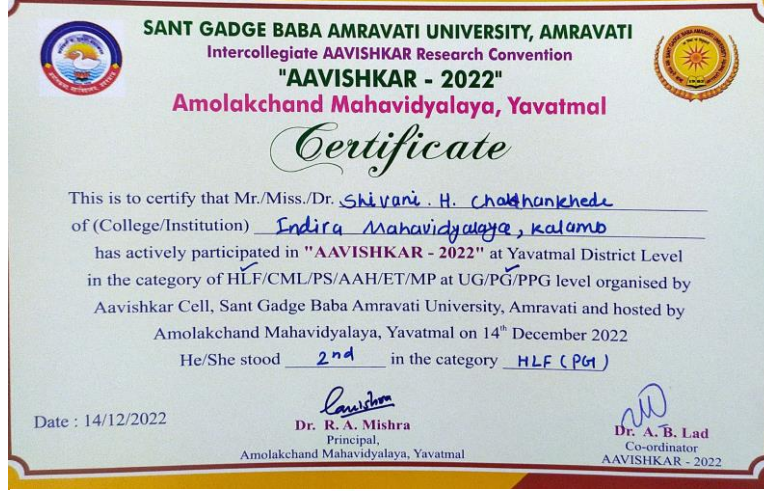 SANT GADGE BABA AMRAVATI UNIVERSITY, AMRAVATI
Intercollegiate AAVISHKAR Research Convention
"AAVISHKAR - 2022"
Amolakchand Mahavidyalaya, Yavatmal
Certificate
This is to certify that Mr./Miss./Dr. Shivani. H. 
of (College/Institution) Indira Mahavidyalaya, Kalamb
has actively participated in "AAVISHKAR - 2022" at Yavatmal District Level
in the category of HLF/CML/PS/AAH/ET/MP at UG/PG/PPG level organised by
Aavishkar Cell, Sant Gadge Baba Amravati University, Amravati and hosted by
Amolakchand Mahavidyalaya, Yavatmal on 14th December 2022
He/She stood 2nd in the category HLF (PG)
Date : 14/12/2022
Dr. R. A. Mishra
Principal,
Amolakchand Mahavidyalaya, Yavatmal
Dr. A. B. Lad
Co-ordinator
AAVISHKAR - 2022